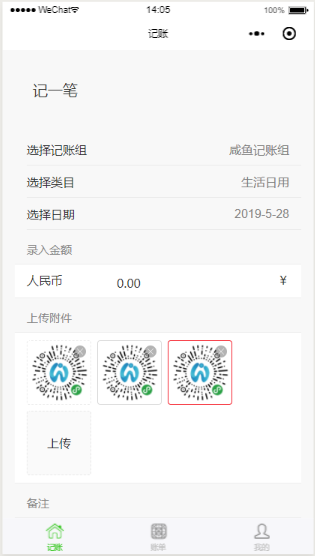 WeChat 14:05 100%
记账
记一笔
选择记账组 咸鱼记账组
选择类目 生活日用
选择日期 2019-5-28
录入金额
人民币 0.00 ¥
上传附件
上传
备注
记账 账单 我的